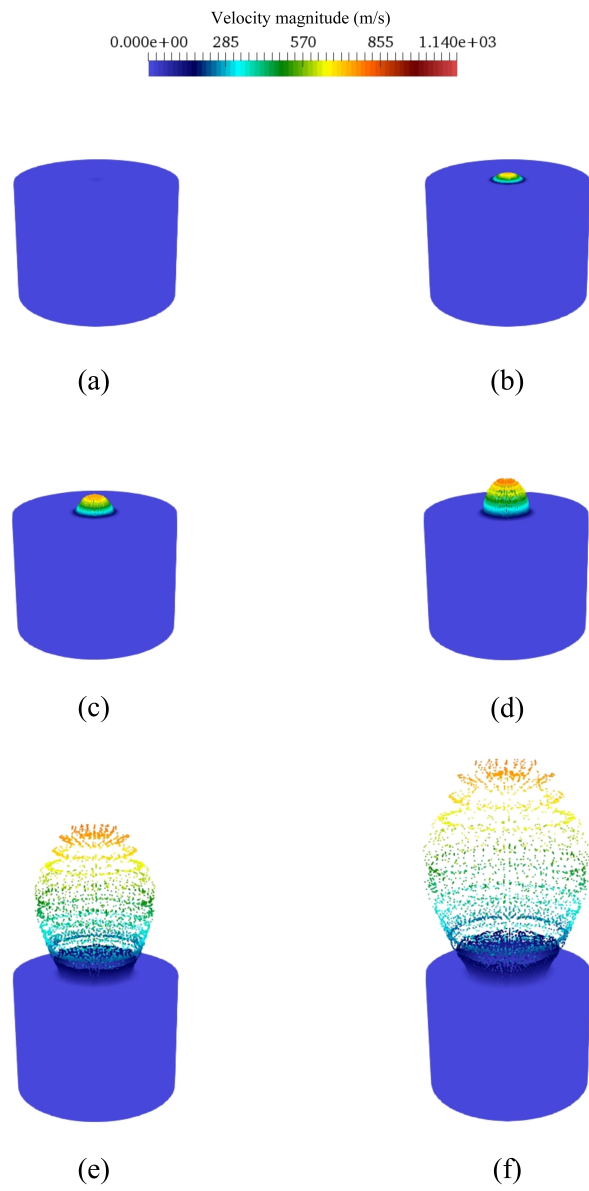 Velocity magnitude (m/s)
0.000e+00 285 570 855 1.140e+03
(a) (b)
(c) (d)
(e) (f)